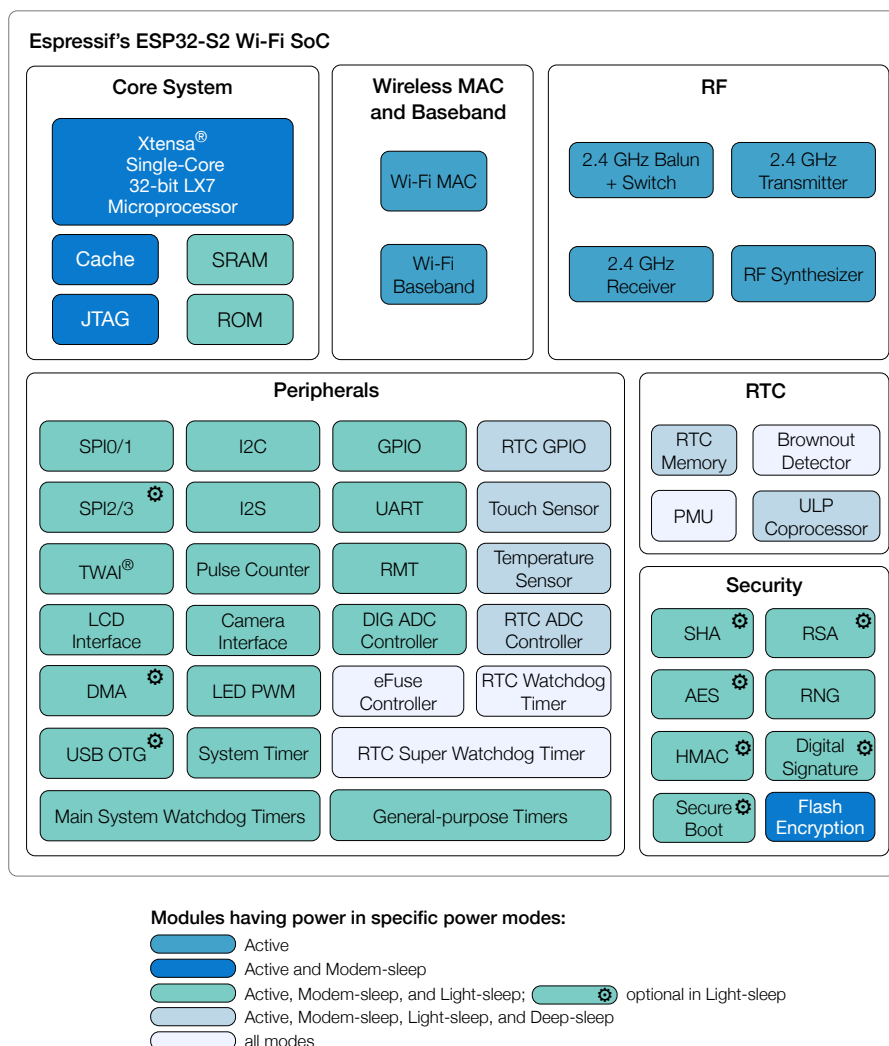 Espressif's ESP32-S2 Wi-Fi SoC
Core System
Xtensa®
Single-Core
32-bit LX7
Microprocessor
Cache
SRAM
JTAG
ROM
Wireless MAC
and Baseband
Wi-Fi MAC
Wi-Fi
Baseband
RF
2.4 GHz Balun
+ Switch
2.4 GHz
Transmitter
2.4 GHz
Receiver
RF Synthesizer
Peripherals
SPI0/1
I2C
GPIO
RTC GPIO
SPI2/3
I2S
UART
Touch Sensor
TWAI®
Pulse Counter
RMT
Temperature
Sensor
LCD
Interface
Camera
Interface
DIG ADC
Controller
RTC ADC
Controller
DMA
LED PWM
eFuse
Controller
RTC Watchdog
Timer
USB OTG
System Timer
RTC Super Watchdog Timer
Main System Watchdog Timers
General-purpose Timers
RTC
RTC
Memory
Brownout
Detector
PMU
ULP
Coprocessor
Security
SHA
RSA
AES
RNG
HMAC
Digital
Signature
Secure
Boot
Flash
Encryption
Modules having power in specific power modes:
Active
Active and Modem-sleep
Active, Modem-sleep, and Light-sleep; optional in Light-sleep
Active, Modem-sleep, Light-sleep, and Deep-sleep
all modes